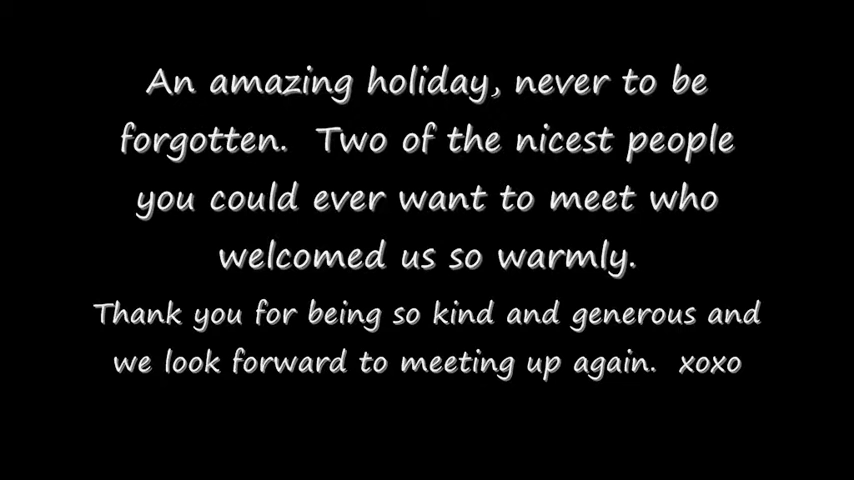 An amazing holiday, never to be
forgotten.  Two of the nicest people
you could ever want to meet who
welcomed us so warmly.
Thank you for being so kind and generous and
we look forward to meeting up again.  xoxo